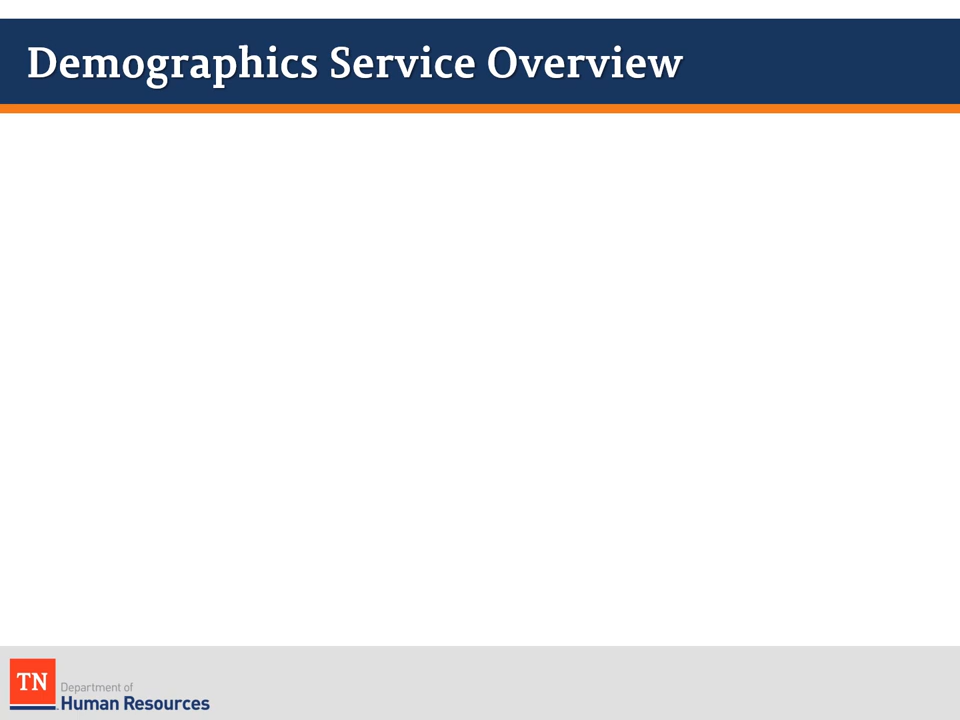 Demographics Service Overview
TN
Department of
Human Resources